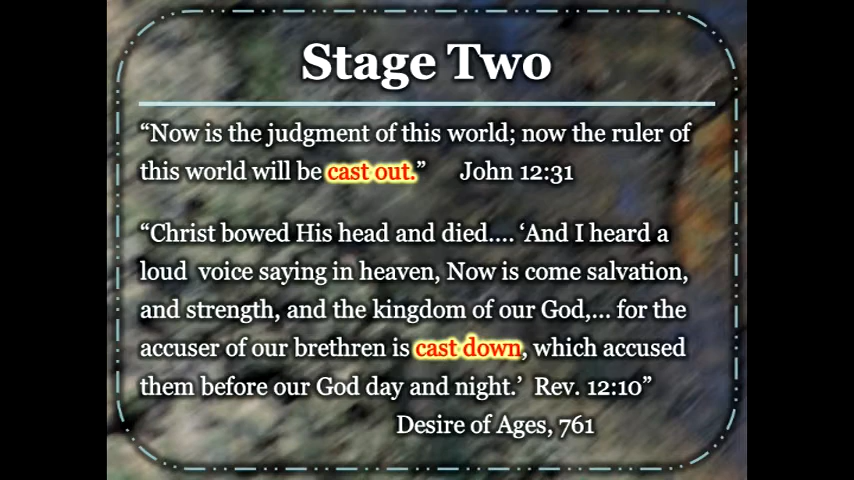 Stage Two
“Now is the judgment of this world; now the ruler of
this world will be cast out.” John 12:31
“Christ bowed His head and died.... ‘And I heard a
loud voice saying in heaven, Now is come salvation,
and strength, and the kingdom of our God,... for the
accuser of our brethren is cast down, which accused
them before our God day and night.’ Rev. 12:10”
Desire of Ages, 761